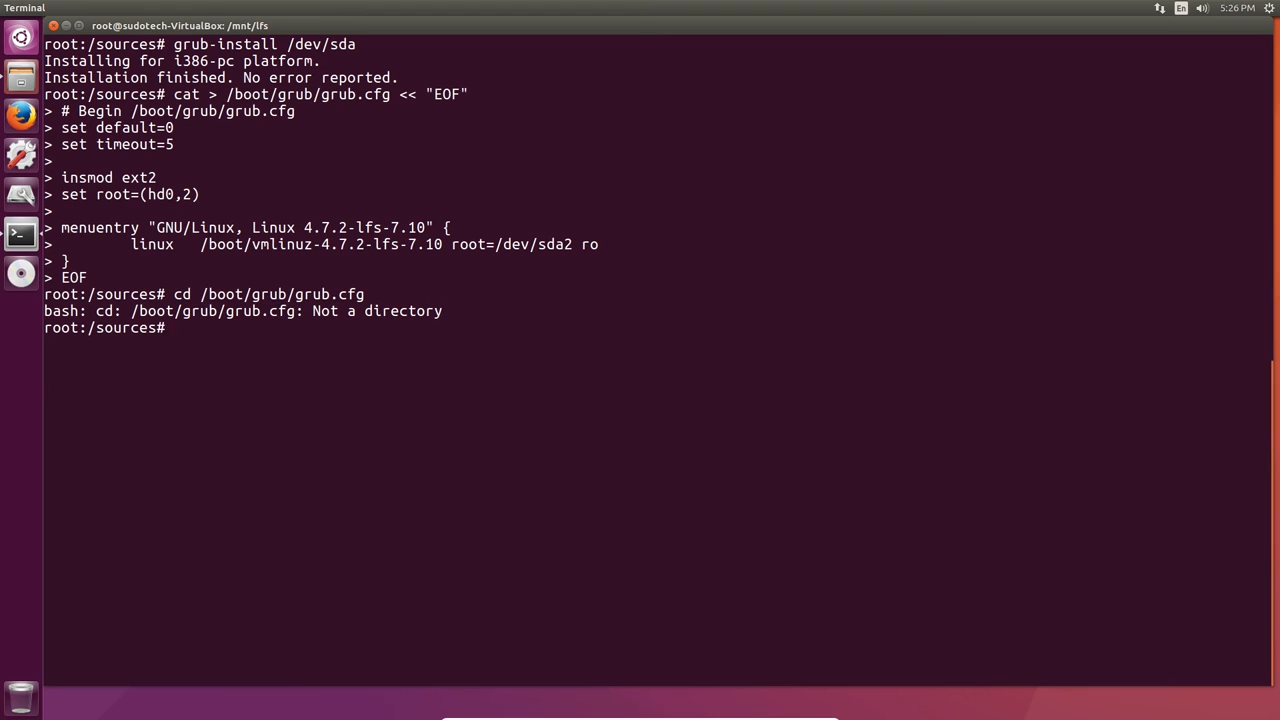 Terminal
En
5:26 PM
root@sudotech-VirtualBox: /mnt/lfs
root:/sources# grub-install /dev/sda
Installing for i386-pc platform.
Installation finished. No error reported.
root:/sources# cat > /boot/grub/grub.cfg << "EOF"
> # Begin /boot/grub/grub.cfg
> set default=0
> set timeout=5
>
> insmod ext2
> set root=(hd0,2)
>
> menuentry "GNU/Linux, Linux 4.7.2-lfs-7.10" {
>         linux   /boot/vmlinuz-4.7.2-lfs-7.10 root=/dev/sda2 ro
> }
> EOF
root:/sources# cd /boot/grub/grub.cfg
bash: cd: /boot/grub/grub.cfg: Not a directory
root:/sources#